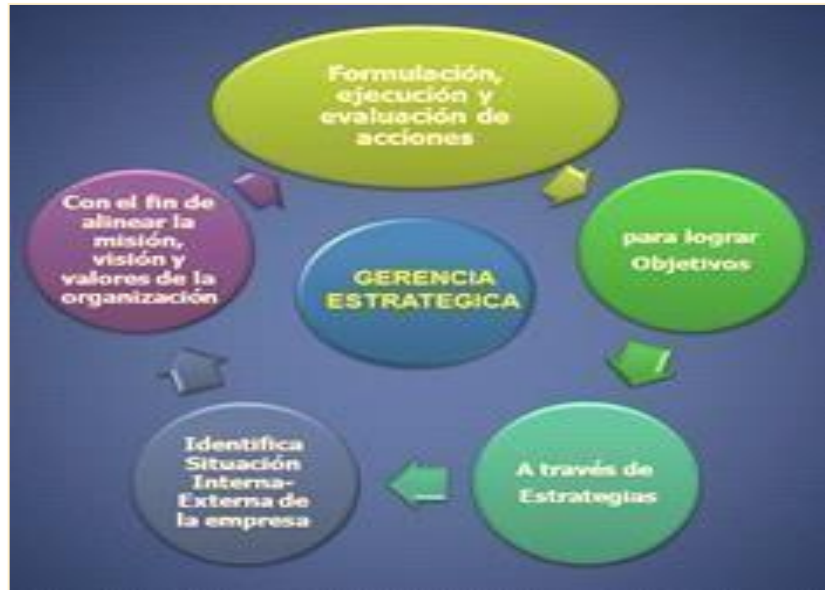 Formulación,
ejecución y
evaluación de
acciones
para lograr
Objetivos
A través de
Estrategias
Identifica
Situación
Interna-
Externa de
la empresa
Con el fin de
alinear la
misión,
visión y
valores de la
organización
GERENCIA
ESTRATEGICA